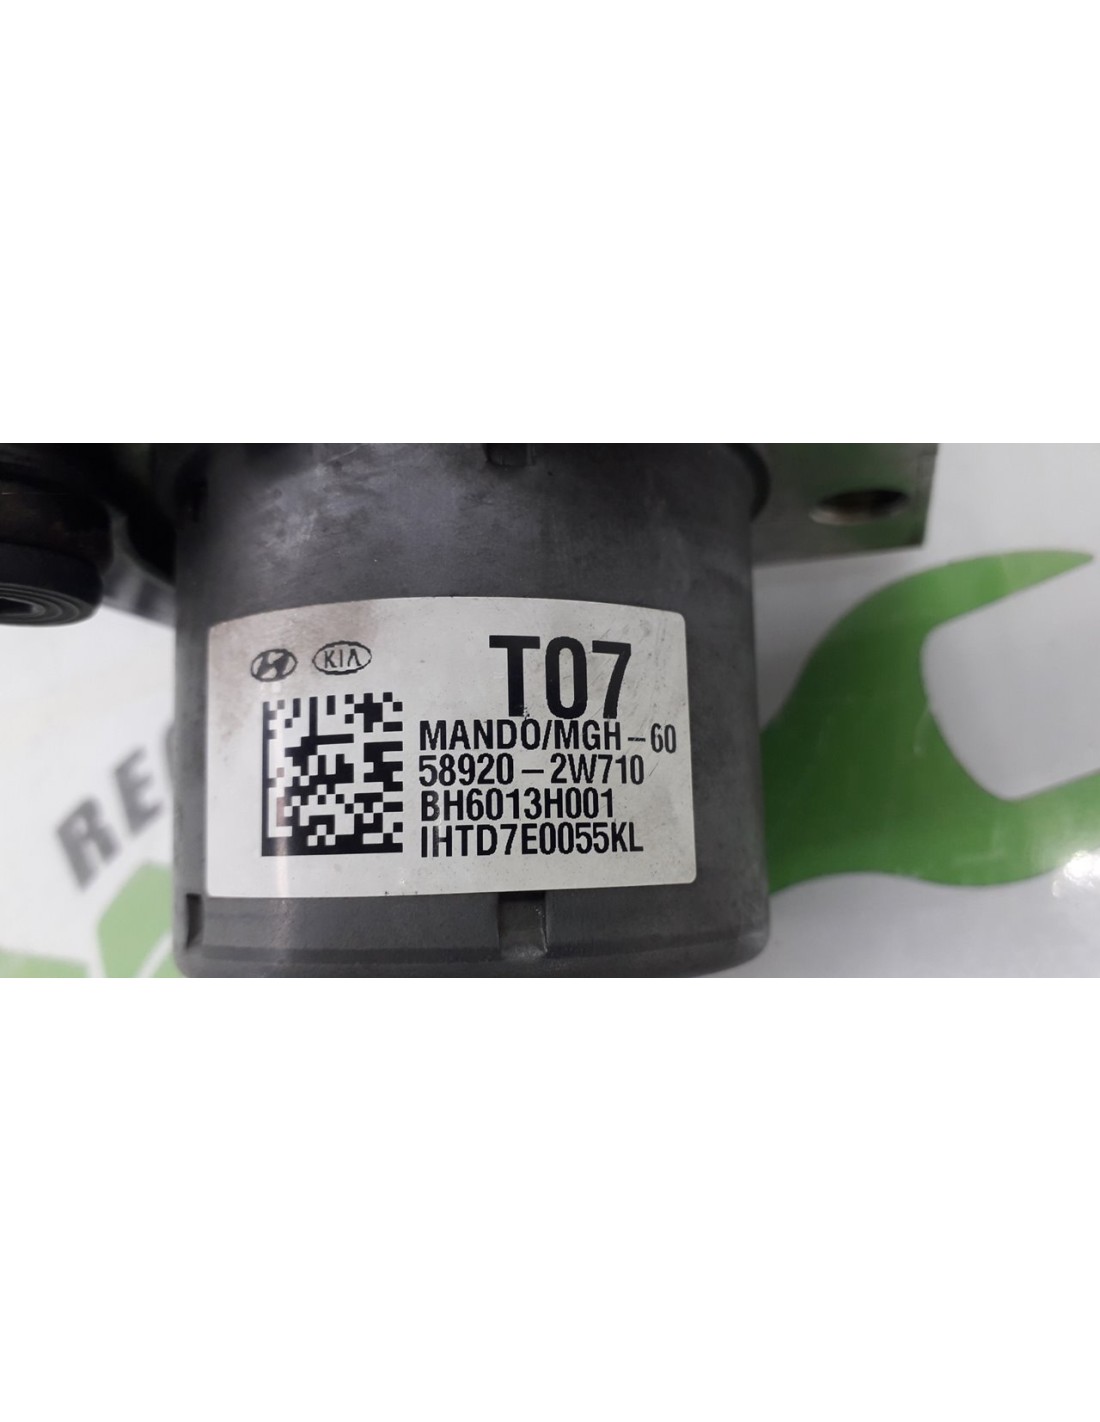 KIA
T07
MANDO/MGH-60
58920-2W710
BH6013H001
IHTD7E0055KL